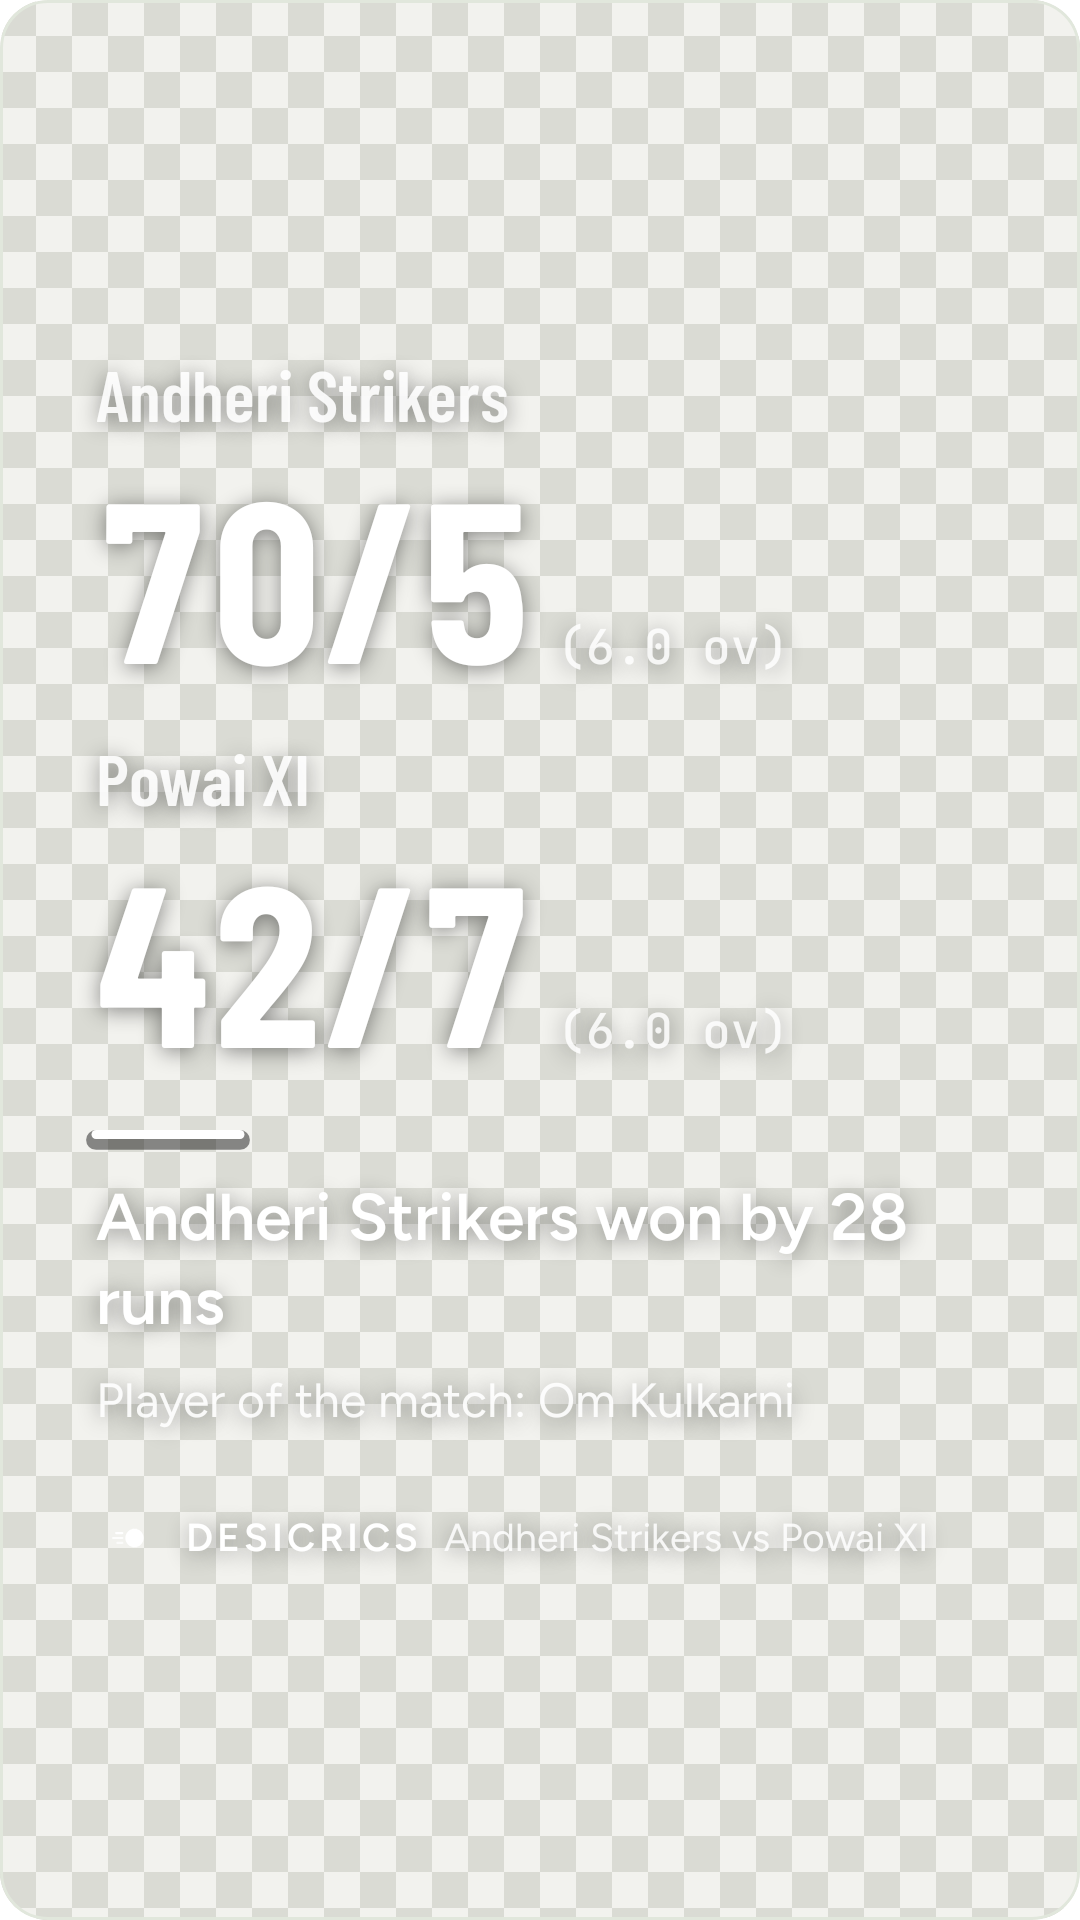 Andheri Strikers
70/5 (6.0 ov)
Powai XI
42/7 (6.0 ov)
Andheri Strikers won by 28
runs
Player of the match: Om Kulkarni
DESICRICS Andheri Strikers vs Powai XI